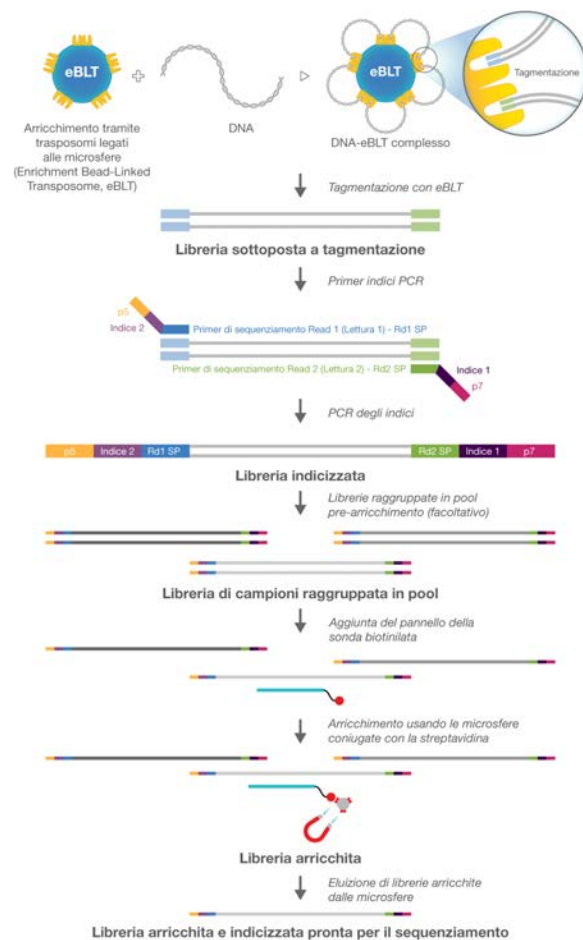 eBLT
eBLT
Tagmentazione
Arricchimento tramite
trasposomi legati
alle microsfere
(Enrichment Bead-Linked
Transposome, eBLT)
DNA
DNA-eBLT complesso
Tagmentazione con eBLT
Libreria sottoposta a tagmentazione
Primer indici PCR
p5
Indice 2
Primer di sequenziamento Read 1 (Lettura 1) - Rd1 SP
Primer di sequenziamento Read 2 (Lettura 2) - Rd2 SP
Indice 1
p7
PCR degli indici
p5 Indice 2 Rd1 SP Rd2 SP Indice 1 p7
Libreria indicizzata
Librerie raggruppate in pool
pre-arricchimento (facoltativo)
Libreria di campioni raggruppata in pool
Aggiunta del pannello della
sonda biotinilata
Arricchimento usando le microsfere
coniugate con la streptavidina
Libreria arricchita
Eluizione di librerie arricchite
dalle microsfere
Libreria arricchita e indicizzata pronta per il sequenziamento